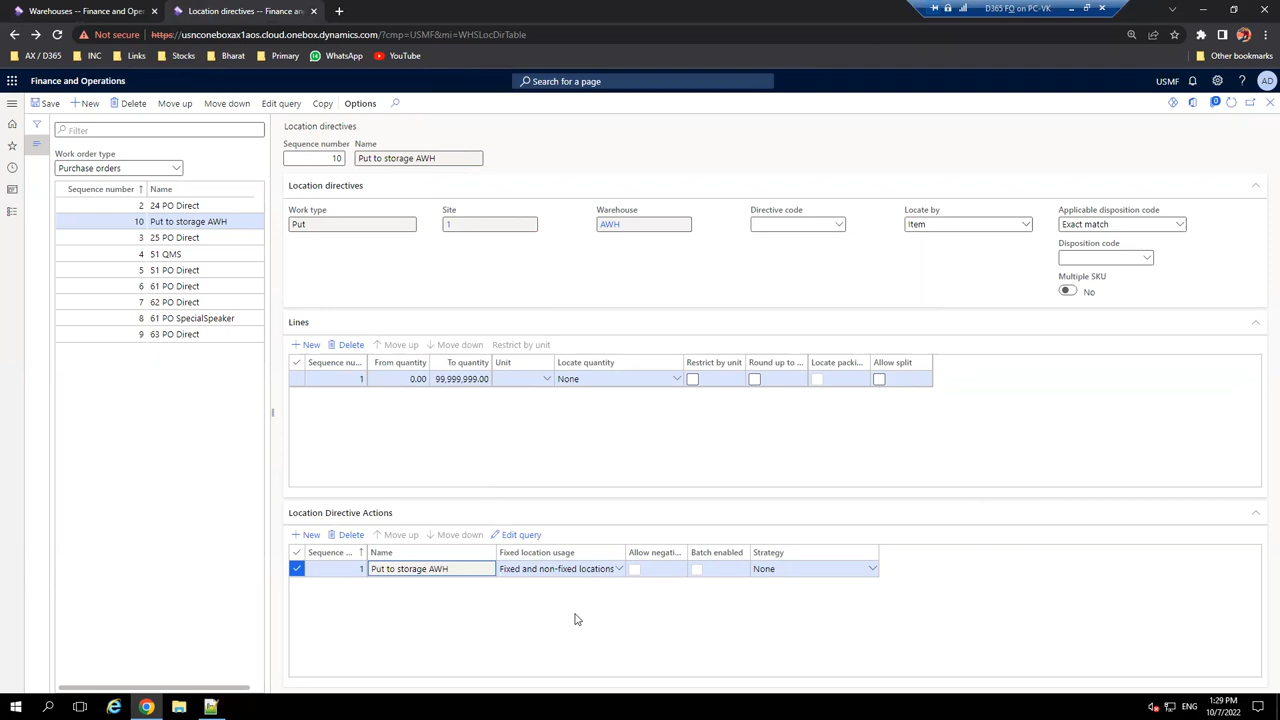 Warehouses -- Finance and Oper
Location directives -- Finance an
D365 FO on PC-VK
Not secure
https://usnconeboxax1aos.cloud.onebox.dynamics.com/?cmp=USMF&mi=WHSLocDirTable
AX / D365
INC
Links
Stocks
Bharat
Primary
WhatsApp
YouTube
Other bookmarks
Finance and Operations
Search for a page
USMF
AD
Save
New
Delete
Move up
Move down
Edit query
Copy
Options
0
Filter
Work order type
Purchase orders
Sequence number
Name
2 24 PO Direct
10 Put to storage AWH
3 25 PO Direct
4 51 QMS
5 51 PO Direct
6 61 PO Direct
7 62 PO Direct
8 61 PO SpecialSpeaker
9 63 PO Direct
Location directives
Sequence number
Name
10
Put to storage AWH
Location directives
Work type
Site
Warehouse
Directive code
Locate by
Applicable disposition code
Put
1
AWH
Item
Exact match
Disposition code
Multiple SKU
No
Lines
New
Delete
Move up
Move down
Restrict by unit
Sequence nu...
From quantity
To quantity
Unit
Locate quantity
Restrict by unit
Round up to ...
Locate packi...
Allow split
1
0.00
99,999,999.00
None
Location Directive Actions
New
Delete
Move up
Move down
Edit query
Sequence ...
Name
Fixed location usage
Allow negati...
Batch enabled
Strategy
1
Put to storage AWH
Fixed and non-fixed locations
None
ENG
1:29 PM
10/7/2022